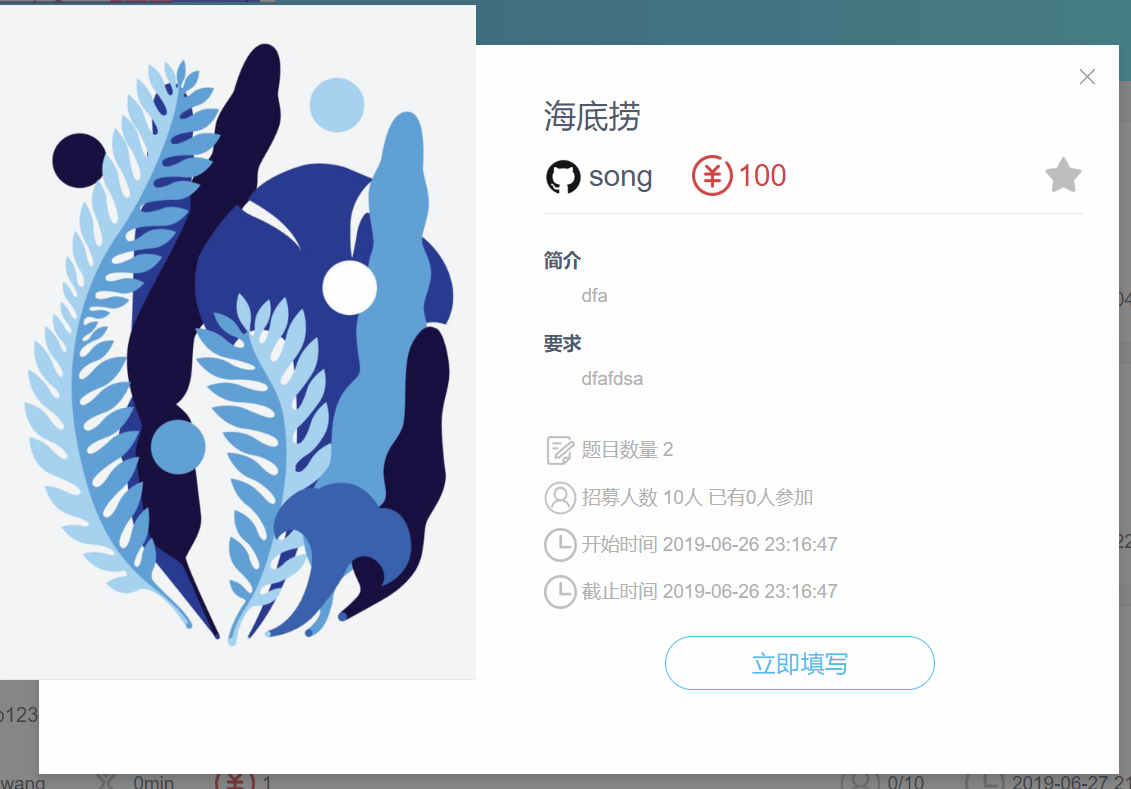 海底捞
song 100
简介
dfa
要求
dfafdsa
题目数量 2
招募人数 10人 已有0人参加
开始时间 2019-06-26 23:16:47
截止时间 2019-06-26 23:16:47
立即填写
123
wang 0min 1 0/10 2019-06-27 21
04
22